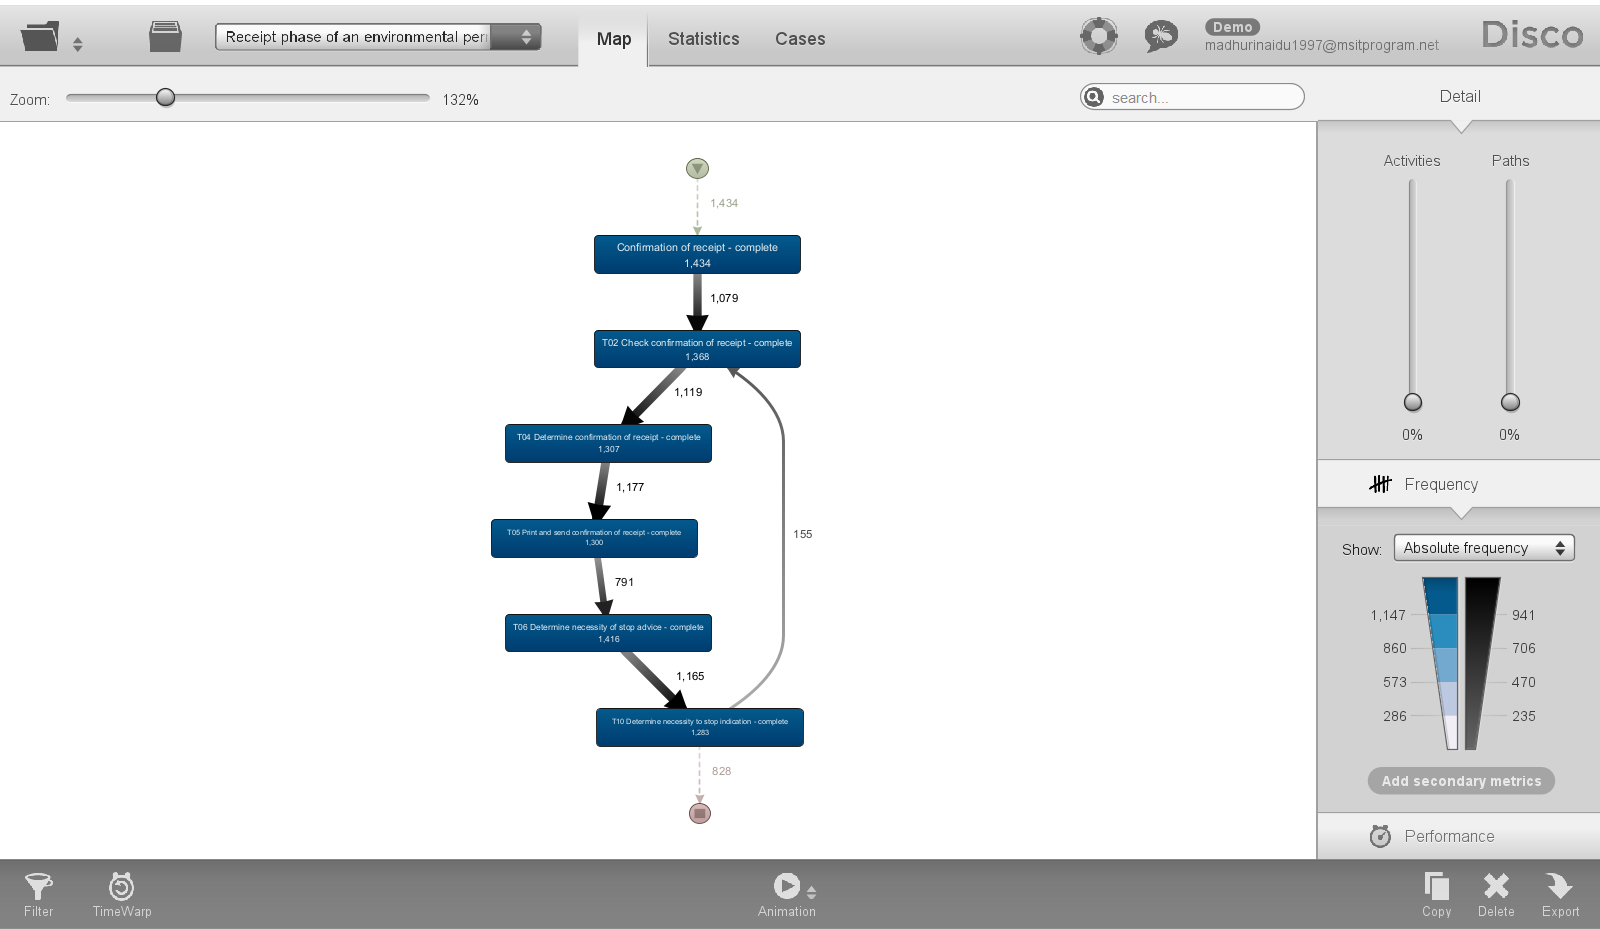 Receipt phase of an environmental per
Map
Statistics
Cases
Demo
madhurinaidu1997@msitprogram.net
Disco
Zoom:
132%
search...
Detail
Activities
Paths
0%
0%
Frequency
Show:
Absolute frequency
1,147
941
860
706
573
470
286
235
Add secondary metrics
Performance
1,434
Confirmation of receipt - complete
1,434
1,079
T02 Check confirmation of receipt - complete
1,368
1,119
T04 Determine confirmation of receipt - complete
1,307
1,177
T05 Print and send confirmation of receipt - complete
1,300
155
791
T06 Determine necessity of stop advice - complete
1,416
1,165
T10 Determine necessity to stop indication - complete
1,283
828
Filter
TimeWarp
Animation
Copy
Delete
Export